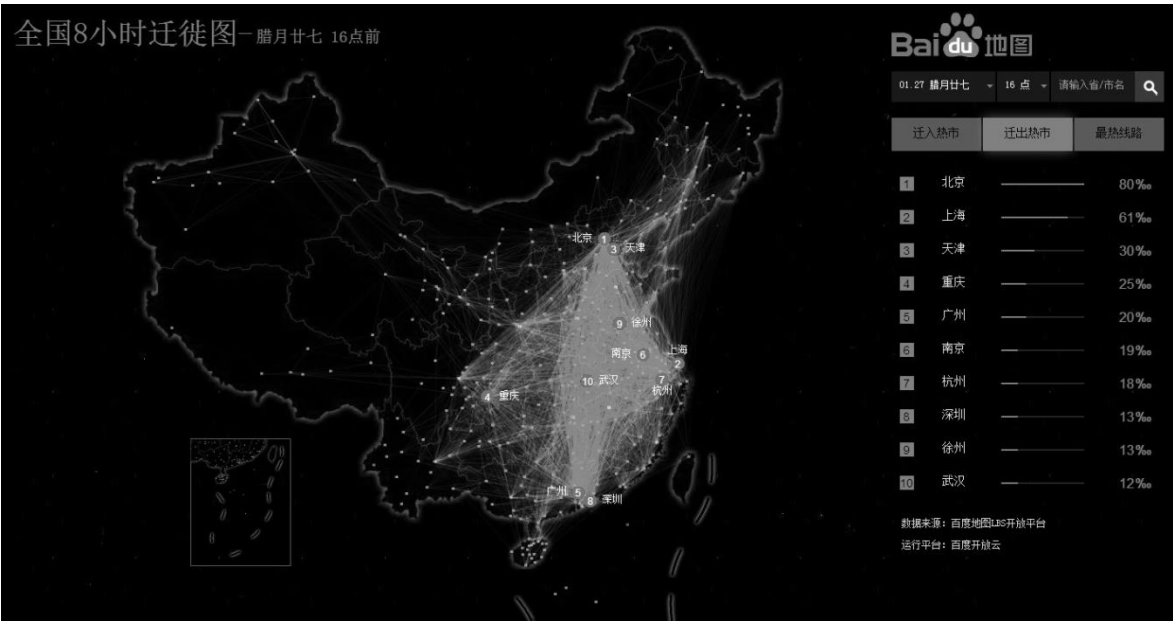 全国8小时迁徙图-腊月廿七 16点前
Bai du 地图
01.27 腊月廿七 16 点 请输入省/市名
迁入热市 迁出热市 最热线路
1 北京 80‰
2 上海 61‰
3 天津 30‰
4 重庆 25‰
5 广州 20‰
6 南京 19‰
7 杭州 18‰
8 深圳 13‰
9 徐州 13‰
10 武汉 12‰
数据来源：百度地图LBS开放平台
运行平台：百度开放云
北京 1
3 天津
9 徐州
南京 6
上海
2
10 武汉
7
杭州
4 重庆
广州 5
8 深圳